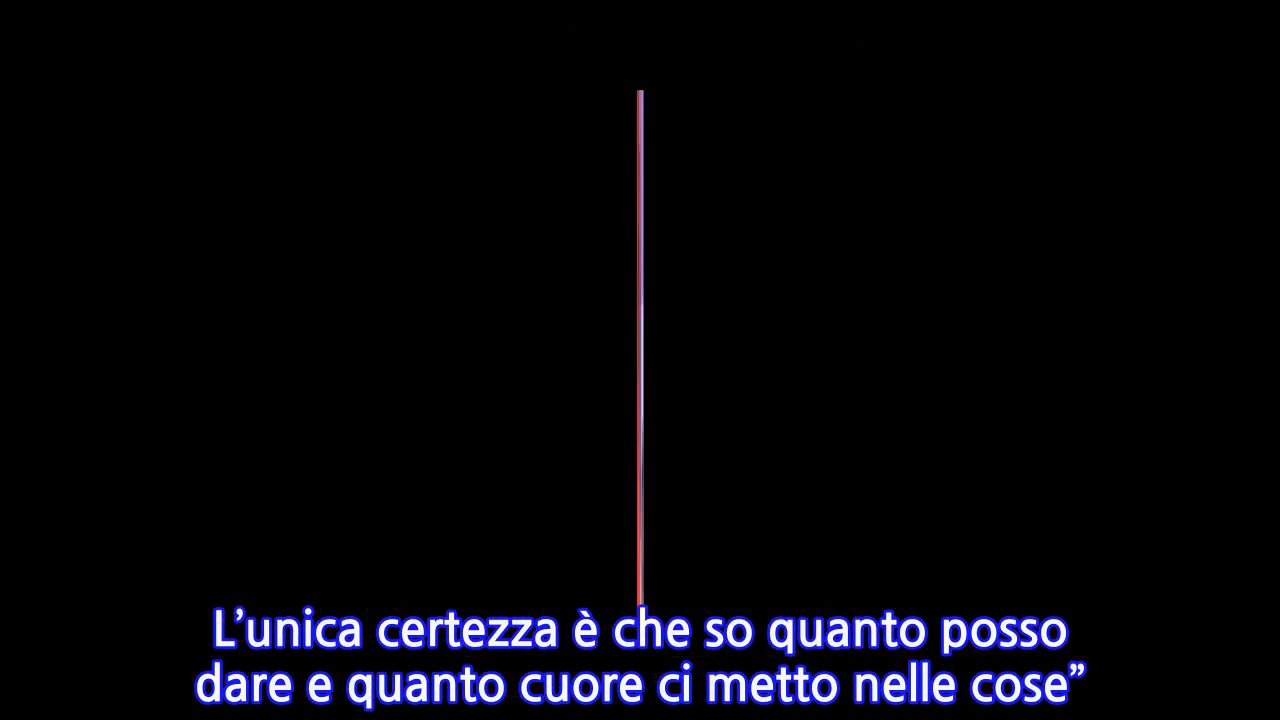 L’unica certezza è che so quanto posso
dare e quanto cuore ci metto nelle cose”